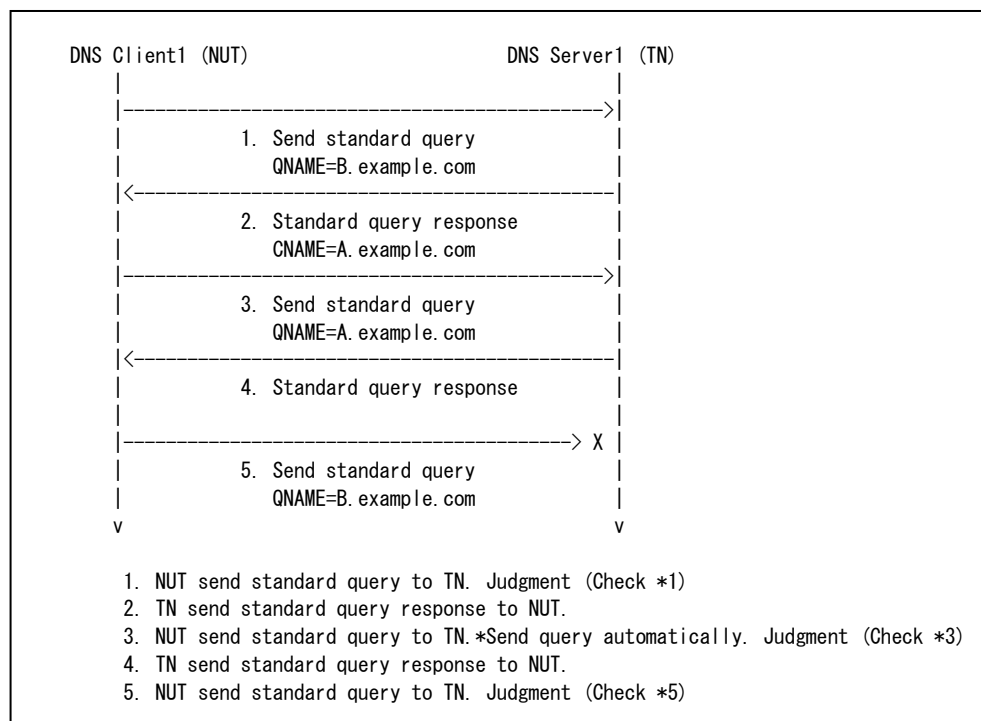 DNS Client1 (NUT) DNS Server1 (TN)
| |
|--------------------------------------------->|
| 1. Send standard query |
| QNAME=B.example.com |
|<---------------------------------------------|
| 2. Standard query response |
| CNAME=A.example.com |
|--------------------------------------------->|
| 3. Send standard query |
| QNAME=A.example.com |
|<---------------------------------------------|
| 4. Standard query response |
| |
|------------------------------------------> X |
| 5. Send standard query |
| QNAME=B.example.com |
v v
1. NUT send standard query to TN. Judgment (Check *1)
2. TN send standard query response to NUT.
3. NUT send standard query to TN.*Send query automatically. Judgment (Check *3)
4. TN send standard query response to NUT.
5. NUT send standard query to TN. Judgment (Check *5)